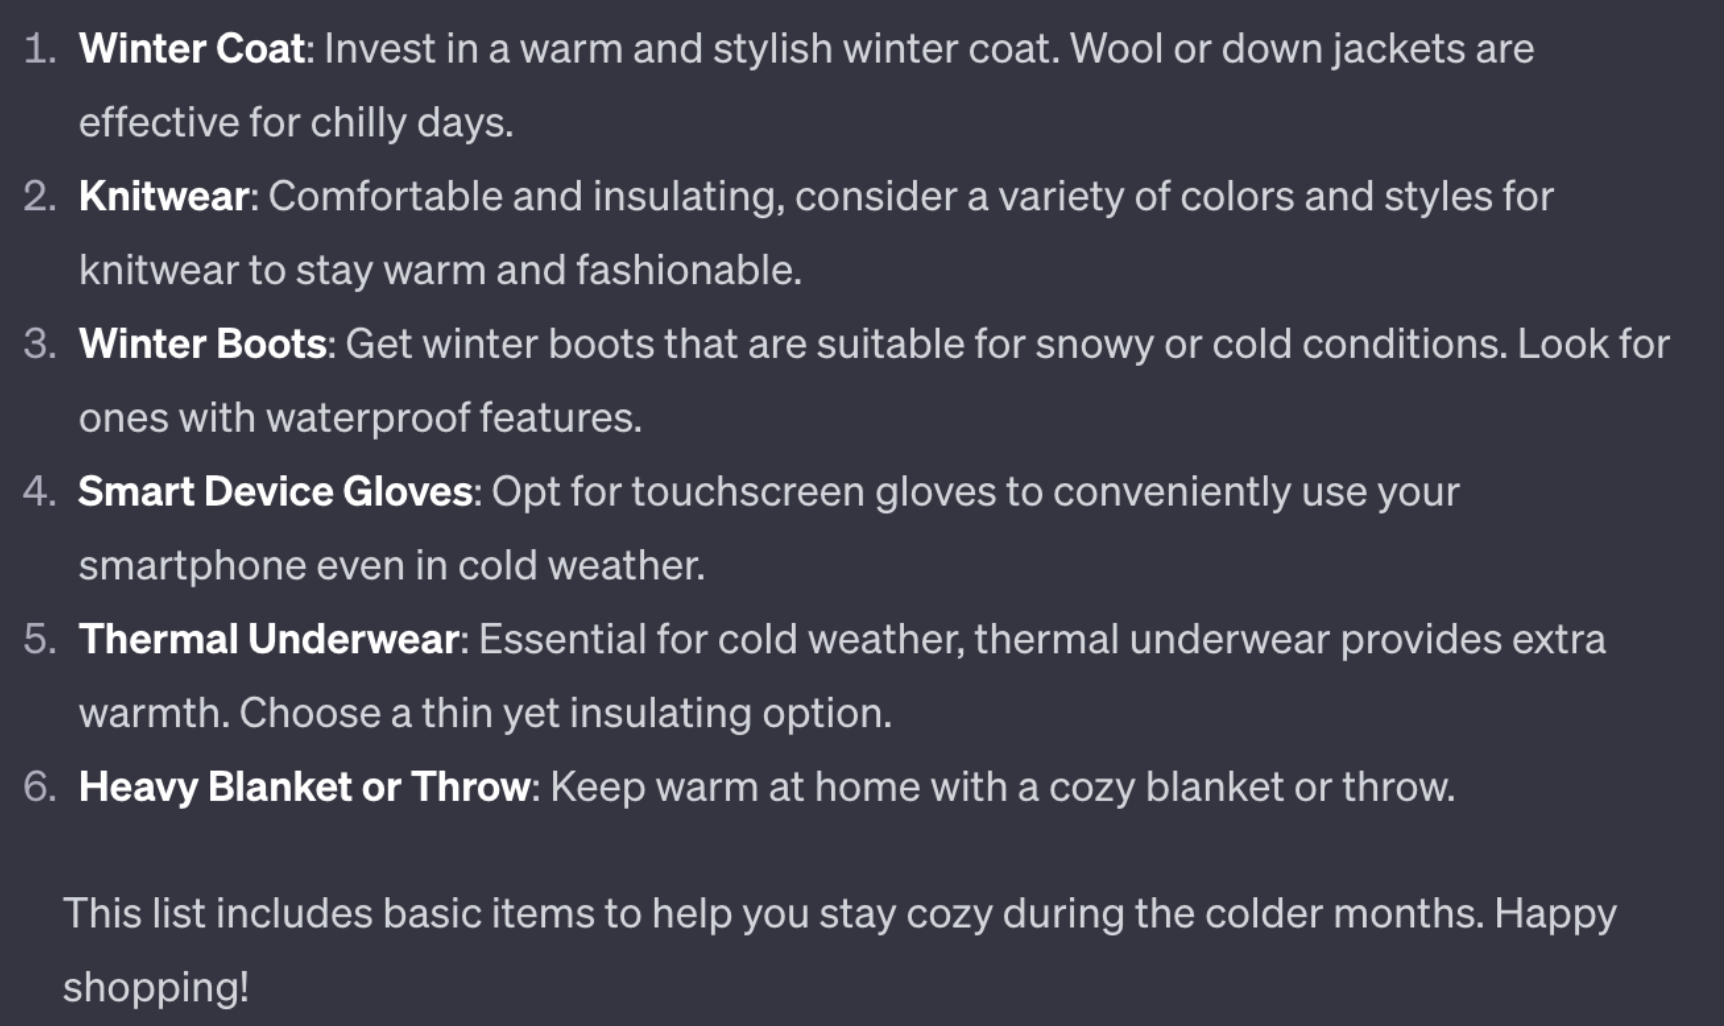 1. Winter Coat: Invest in a warm and stylish winter coat. Wool or down jackets are
effective for chilly days.
2. Knitwear: Comfortable and insulating, consider a variety of colors and styles for
knitwear to stay warm and fashionable.
3. Winter Boots: Get winter boots that are suitable for snowy or cold conditions. Look for
ones with waterproof features.
4. Smart Device Gloves: Opt for touchscreen gloves to conveniently use your
smartphone even in cold weather.
5. Thermal Underwear: Essential for cold weather, thermal underwear provides extra
warmth. Choose a thin yet insulating option.
6. Heavy Blanket or Throw: Keep warm at home with a cozy blanket or throw.
This list includes basic items to help you stay cozy during the colder months. Happy
shopping!